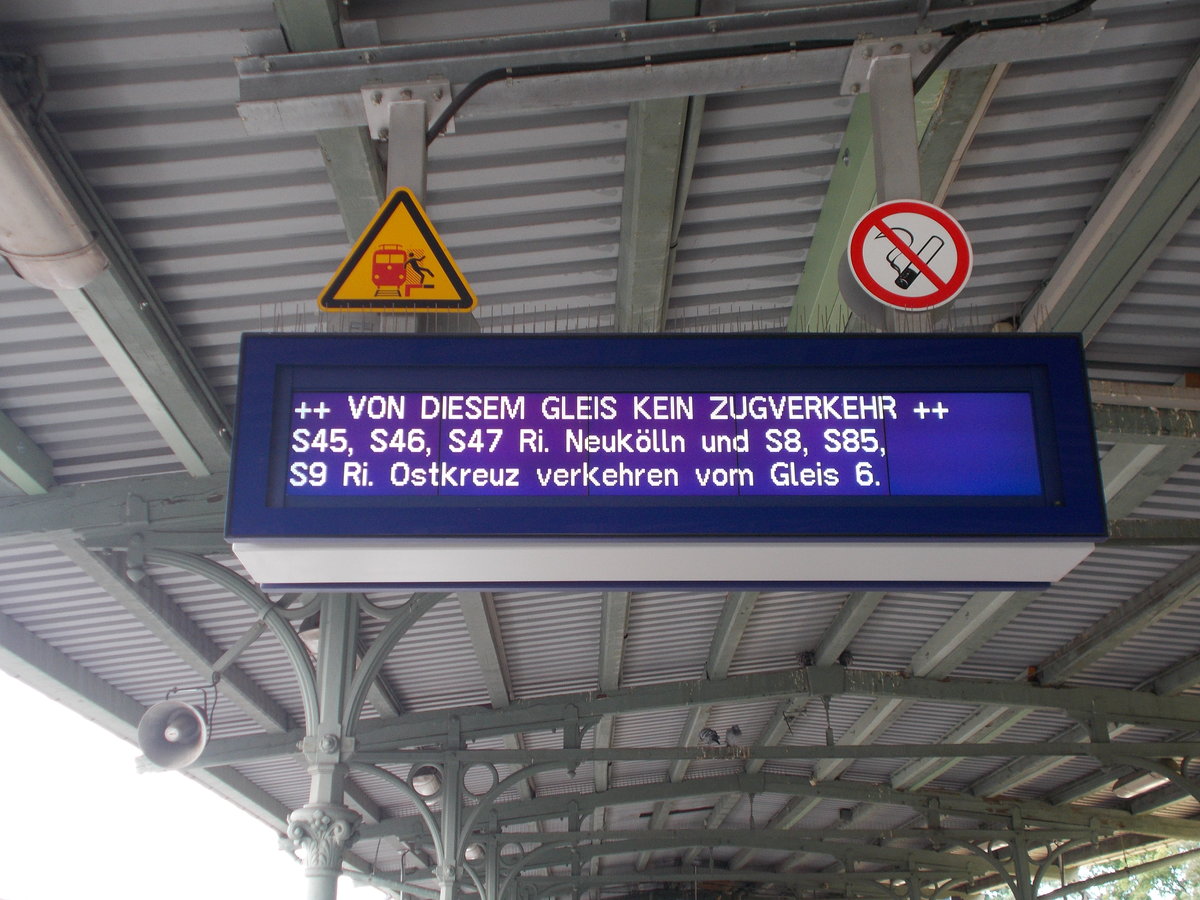 ++ VON DIESEM GLEIS KEIN ZUGVERKEHR ++
S45, S46, S47 Ri. Neukölln und S8, S85,
S9 Ri. Ostkreuz verkehren vom Gleis 6.